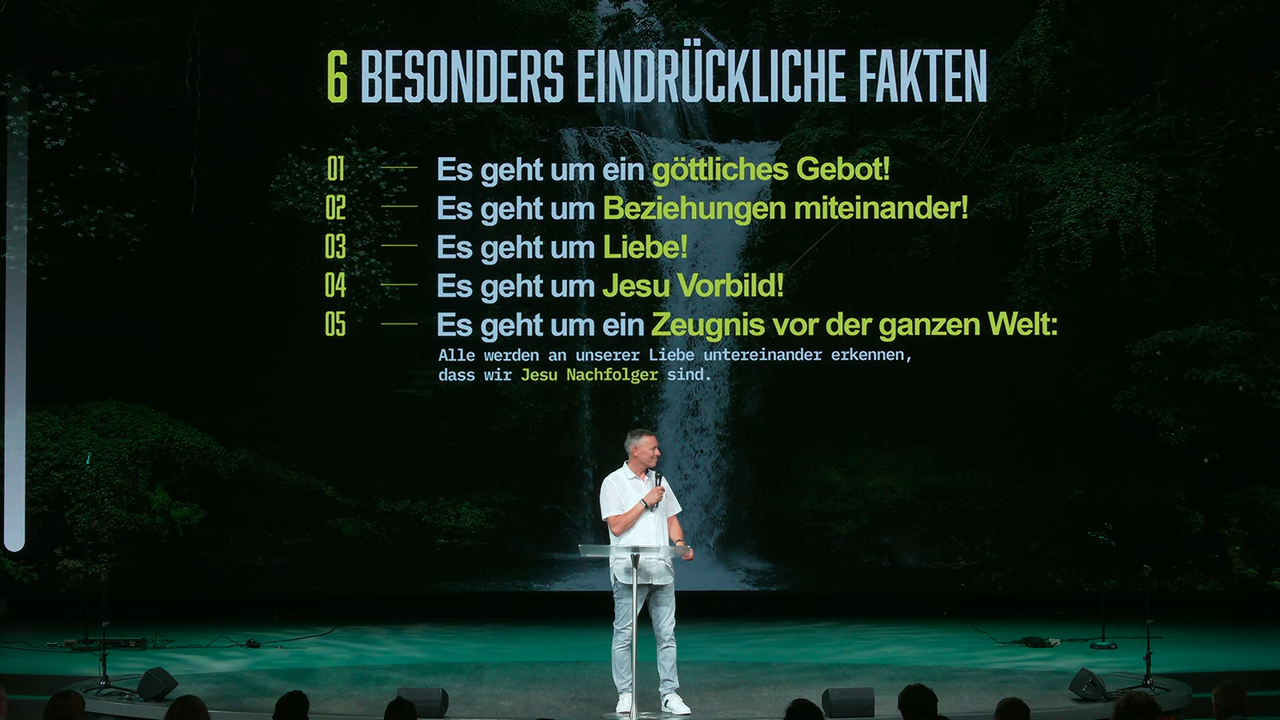 6 BESONDERS EINDRÜCKLICHE FAKTEN
01 — Es geht um ein göttliches Gebot!
02 — Es geht um Beziehungen miteinander!
03 — Es geht um Liebe!
04 — Es geht um Jesu Vorbild!
05 — Es geht um ein Zeugnis vor der ganzen Welt:
Alle werden an unserer Liebe untereinander erkennen,
dass wir Jesu Nachfolger sind.